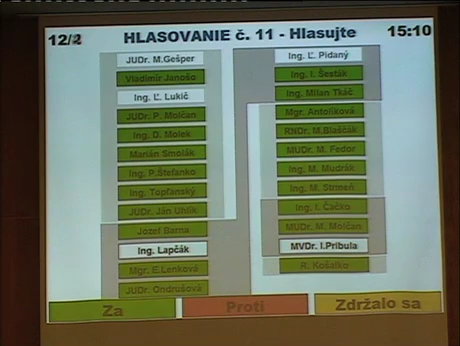 12/2
HLASOVANIE č. 11 - Hlasujte
15:10
JUDr. M.Gešper
Vladimír Janošo
Ing. Ľ. Lukič
JUDr. P. Molčan
Ing. D. Molek
Marián Smolák
Ing. P.Štefanko
Ing. Topľanský
JUDr. Ján Uhlík
Jozef Barna
Ing. Lapčák
Mgr. E.Lenková
JUDr. Ondrušová
Ing. Ľ. Pidaný
Ing. I. Šesták
Ing. Milan Tkáč
Mgr. Antolíková
RNDr. M.Blaščák
MUDr. M. Fedor
Ing. M. Mudrák
Ing. M.
Ing. I. Čačko
MUDr. M. Molčan
MVDr. I.Pribula
R. Košalko
Za
Proti
Zdržalo sa